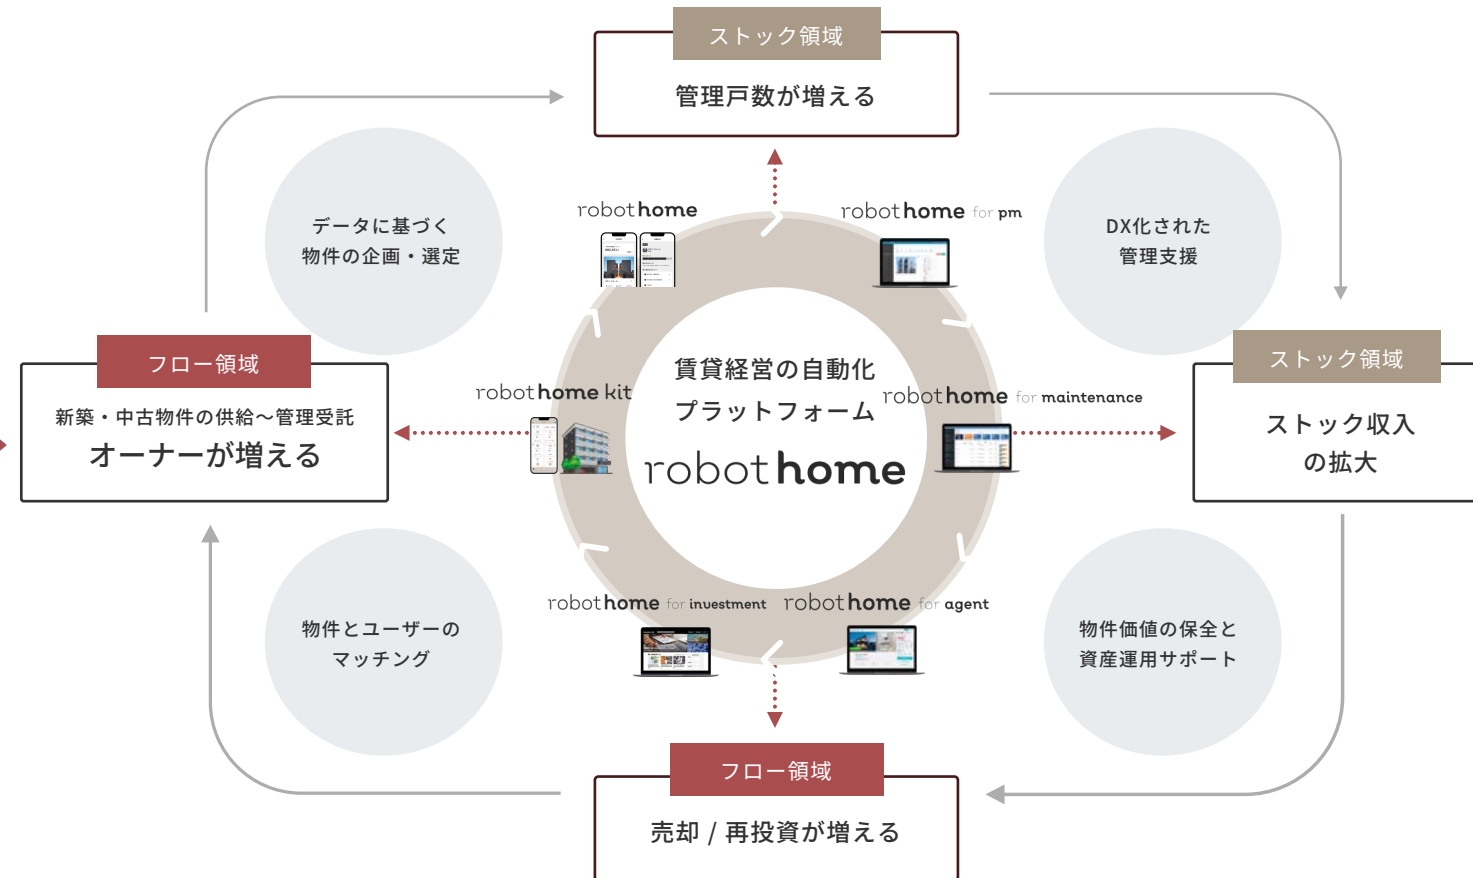 ストック領域
管理戸数が増える
データに基づく
物件の企画・選定
robot home
robot home for pm
DX化された
管理支援
フロー領域
新築・中古物件の供給〜管理受託
オーナーが増える
robot home kit
賃貸経営の自動化
プラットフォーム
robot home
robot home for maintenance
ストック領域
ストック収入
の拡大
物件とユーザーの
マッチング
robot home for investment
robot home for agent
物件価値の保全と
資産運用サポート
フロー領域
売却 / 再投資が増える